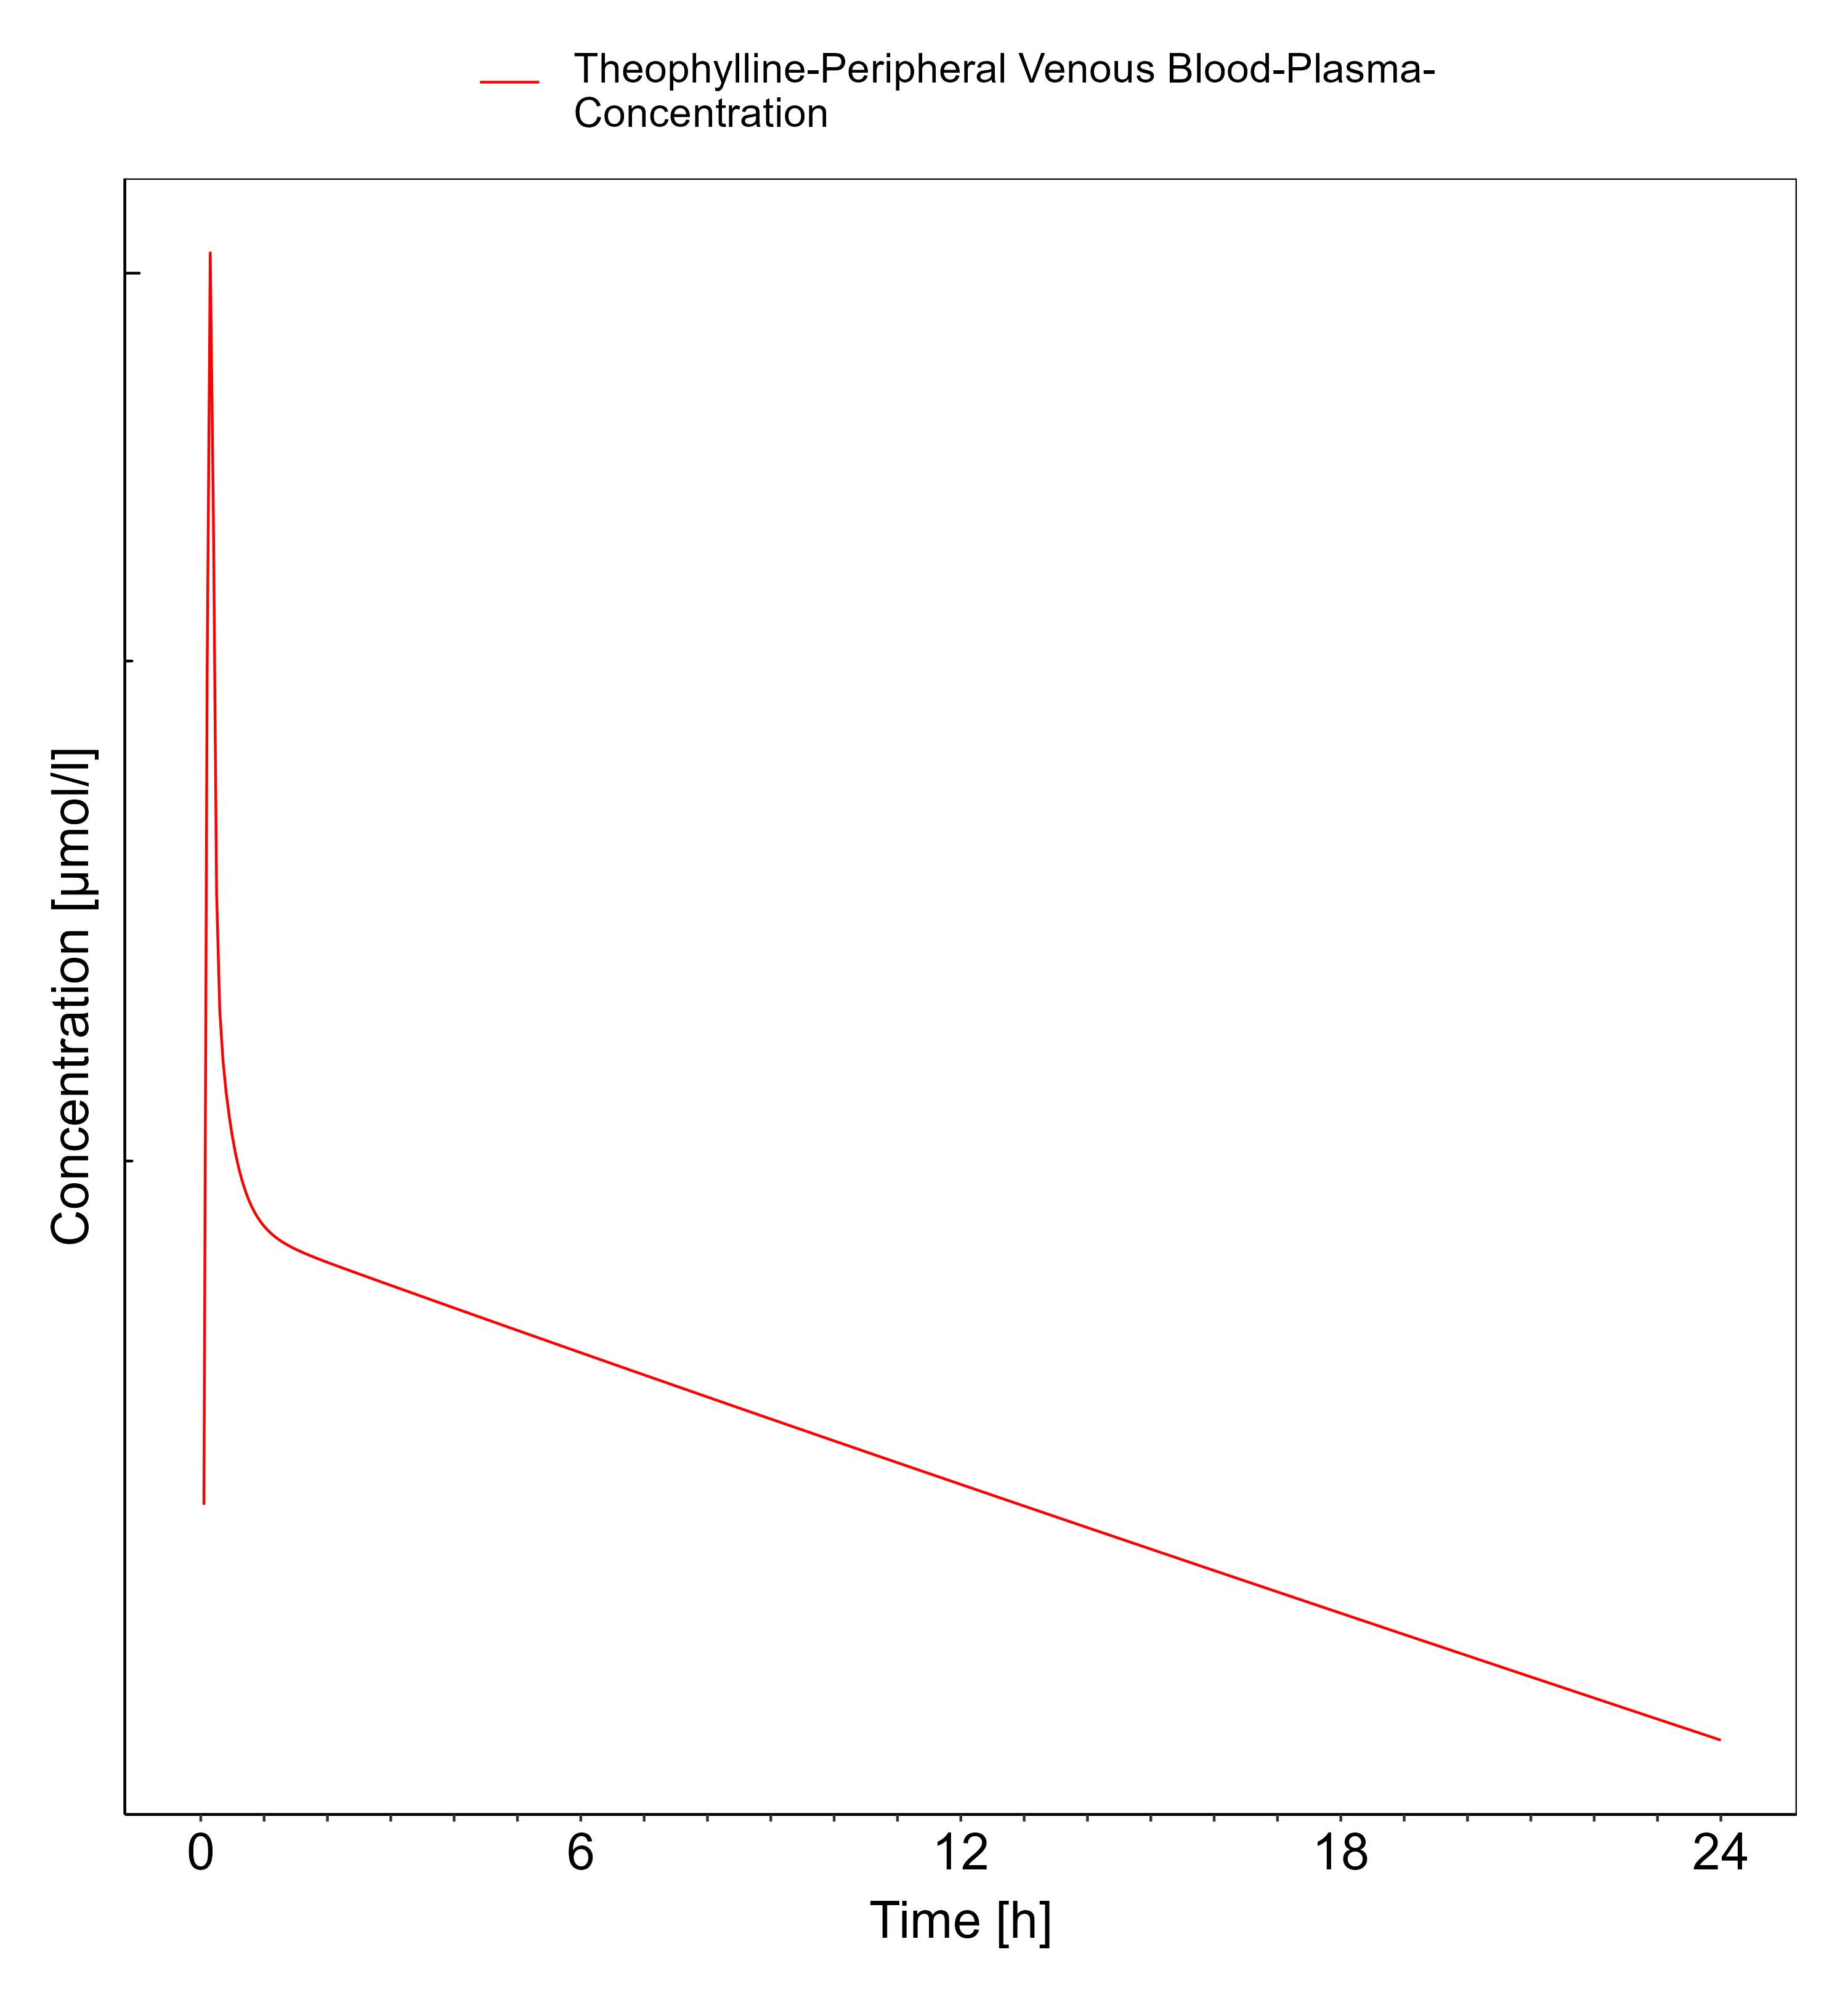 Theophylline-Peripheral Venous Blood-Plasma-
Concentration
Concentration [µmol/l]
0 6 12 18 24
Time [h]